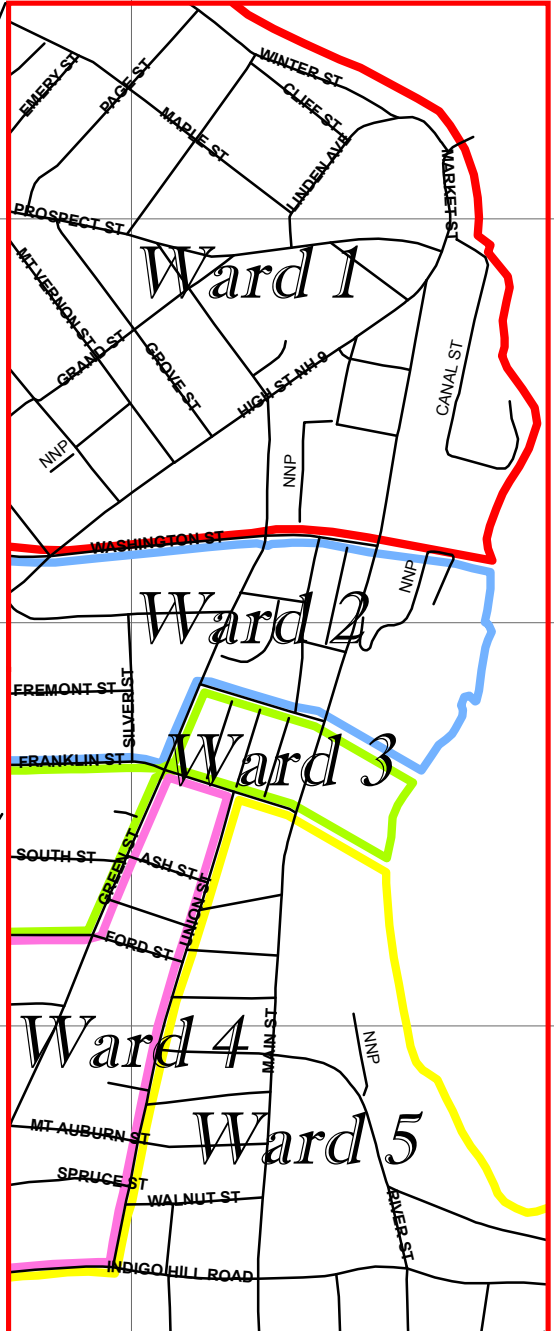 WINTER ST
EMERY ST
PAGE ST
CLIFF ST
MAPLE ST
LINDEN AVE
MARKET ST
PROSPECT ST
Ward 1
MT VERNON ST
GRAND ST
GROVE ST
HIGH ST NH 9
CANAL ST
NNP
NNP
WASHINGTON ST
NNP
Ward 2
FREMONT ST
SILVER ST
FRANKLIN ST
Ward 3
SOUTH ST
ASH ST
GREEN ST
UNION ST
FORD ST
Ward 4
MAIN ST
NNP
MT AUBURN ST
Ward 5
SPRUCE ST
WALNUT ST
RIVER ST
INDIGO HILL ROAD